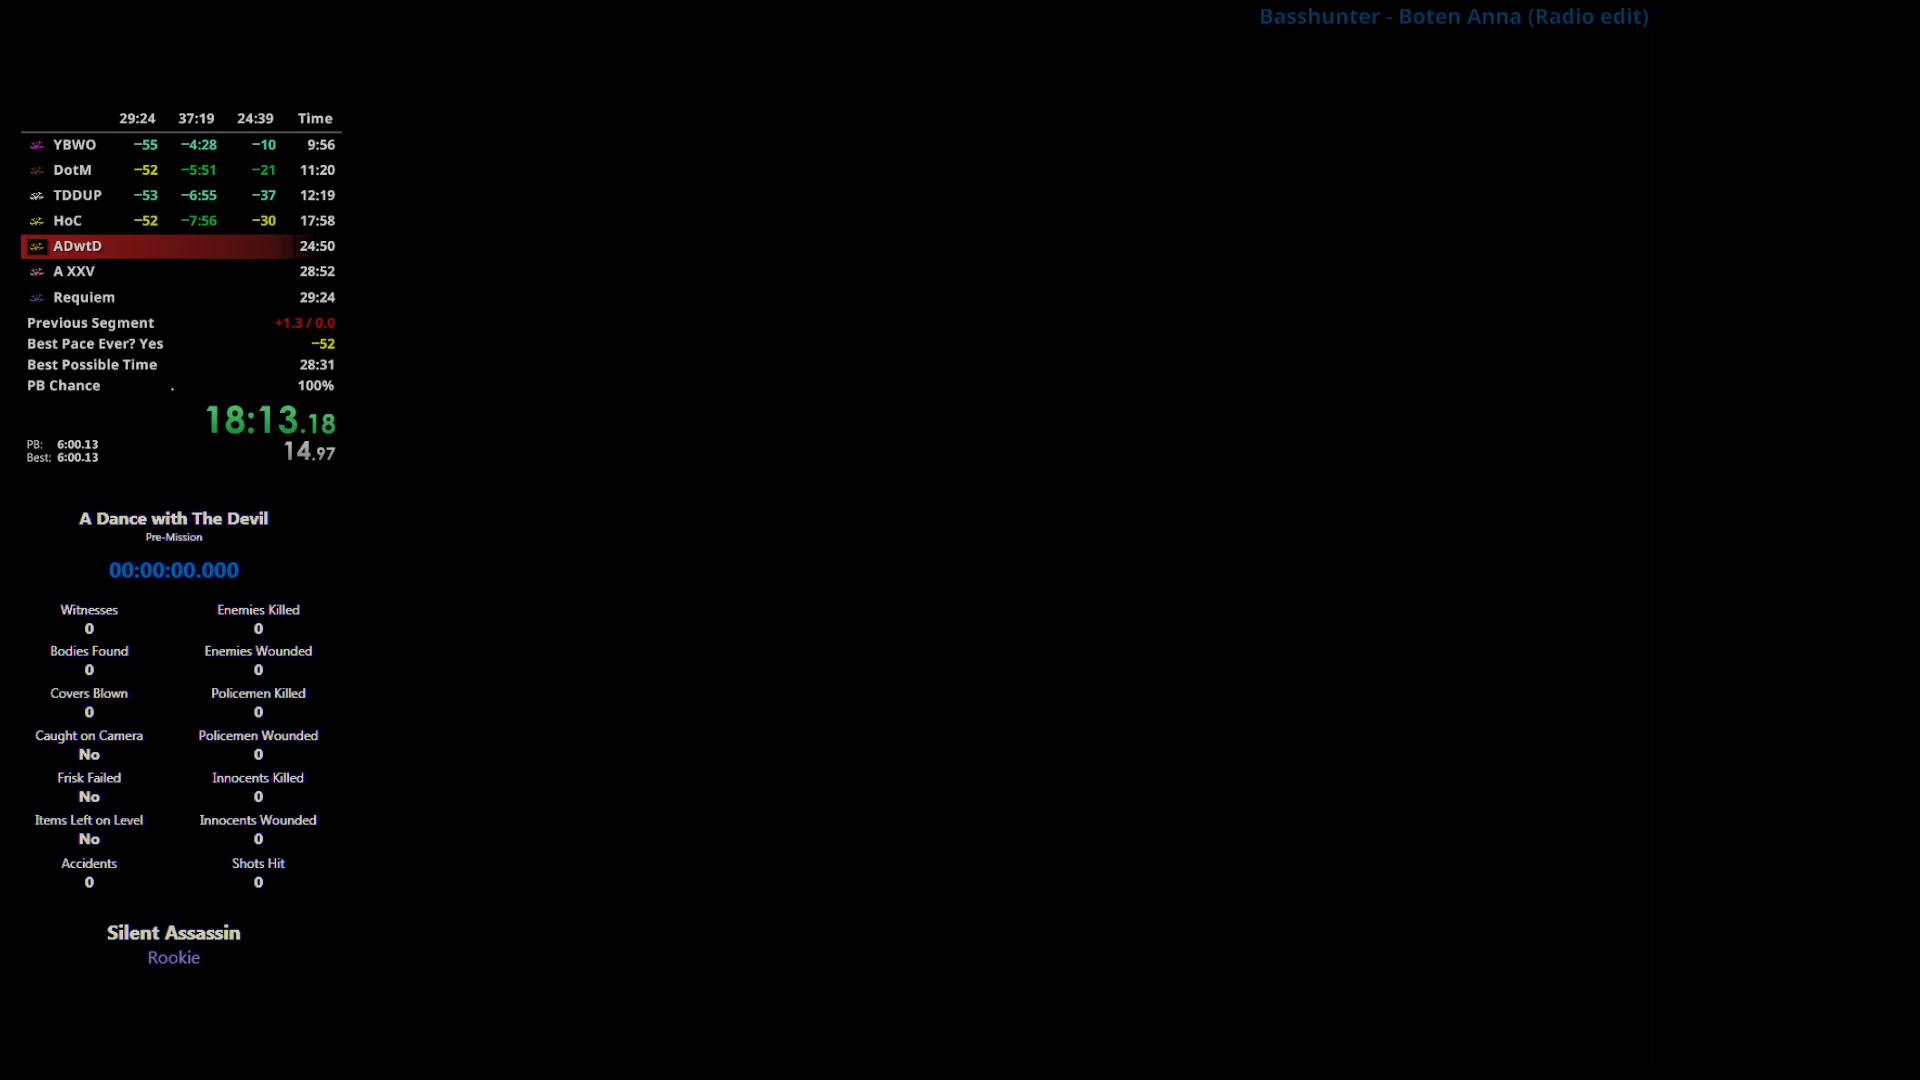 Basshunter - Boten Anna (Radio edit)
29:24 37:19 24:39 Time
YBWO −55 −4:28 −10 9:56
DotM −52 −5:51 −21 11:20
TDDUP −53 −6:55 −37 12:19
HoC −52 −7:56 −30 17:58
ADwtD 24:50
A XXV 28:52
Requiem 29:24
Previous Segment +1.3 / 0.0
Best Pace Ever? Yes −52
Best Possible Time 28:31
PB Chance . 100%
18:13.18
PB: 6:00.13
Best: 6:00.13
14.97
A Dance with The Devil
Pre-Mission
00:00:00.000
Witnesses Enemies Killed
0 0
Bodies Found Enemies Wounded
0 0
Covers Blown Policemen Killed
0 0
Caught on Camera Policemen Wounded
No 0
Frisk Failed Innocents Killed
No 0
Items Left on Level Innocents Wounded
No 0
Accidents Shots Hit
0 0
Silent Assassin
Rookie